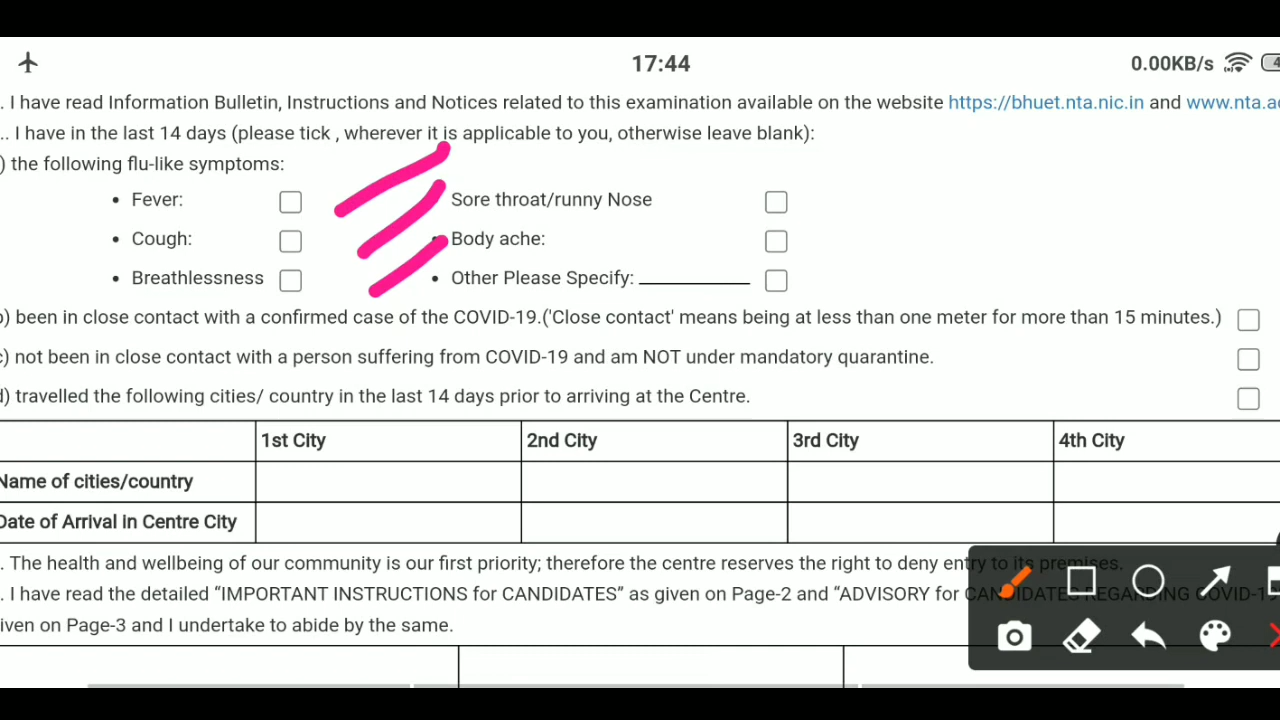 17:44 0.00KB/s
. I have read Information Bulletin, Instructions and Notices related to this examination available on the website https://bhuet.nta.nic.in and www.nta.a
.. I have in the last 14 days (please tick , wherever it is applicable to you, otherwise leave blank):
) the following flu-like symptoms:
• Fever: Sore throat/runny Nose
• Cough: • Body ache:
• Breathlessness • Other Please Specify: ___________
) been in close contact with a confirmed case of the COVID-19.('Close contact' means being at less than one meter for more than 15 minutes.)
c) not been in close contact with a person suffering from COVID-19 and am NOT under mandatory quarantine.
d) travelled the following cities/ country in the last 14 days prior to arriving at the Centre.
1st City 2nd City 3rd City 4th City
Name of cities/country
Date of Arrival in Centre City
. The health and wellbeing of our community is our first priority; therefore the centre reserves the right to deny entry to its premises.
. I have read the detailed “IMPORTANT INSTRUCTIONS for CANDIDATES” as given on Page-2 and “ADVISORY for CANDIDATES REGARDING COVID-19
iven on Page-3 and I undertake to abide by the same.